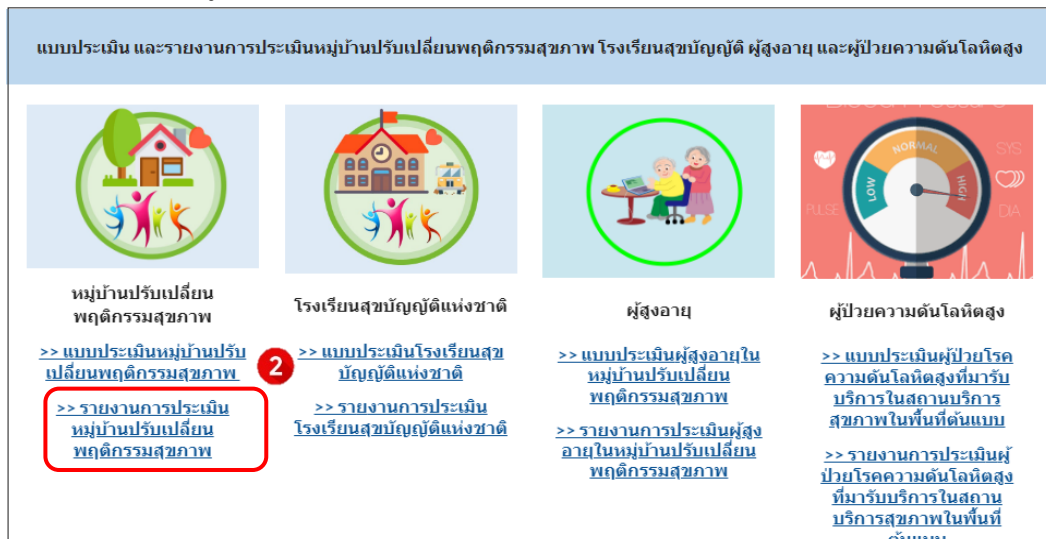 แบบประเมิน และรายงานการประเมินหมู่บ้านปรับเปลี่ยนพฤติกรรมสุขภาพ โรงเรียนสุขบัญญัติ ผู้สูงอายุ และผู้ป่วยความดันโลหิตสูง
LOW
NORMAL
HIGH
SYS
PULSE
DIA
หมู่บ้านปรับเปลี่ยน
พฤติกรรมสุขภาพ
>> แบบประเมินหมู่บ้านปรับ
เปลี่ยนพฤติกรรมสุขภาพ
>> รายงานการประเมิน
หมู่บ้านปรับเปลี่ยน
พฤติกรรมสุขภาพ
2
โรงเรียนสุขบัญญัติแห่งชาติ
>> แบบประเมินโรงเรียนสุข
บัญญัติแห่งชาติ
>> รายงานการประเมิน
โรงเรียนสุขบัญญัติแห่งชาติ
ผู้สูงอายุ
>> แบบประเมินผู้สูงอายุใน
หมู่บ้านปรับเปลี่ยน
พฤติกรรมสุขภาพ
>> รายงานการประเมินผู้สูง
อายุในหมู่บ้านปรับเปลี่ยน
พฤติกรรมสุขภาพ
ผู้ป่วยความดันโลหิตสูง
>> แบบประเมินผู้ป่วยโรค
ความดันโลหิตสูงที่มารับ
บริการในสถานบริการ
สุขภาพในพื้นที่ต้นแบบ
>> รายงานการประเมินผู้
ป่วยโรคความดันโลหิตสูง
ที่มารับบริการในสถาน
บริการสุขภาพในพื้นที่
ต้นแบบ